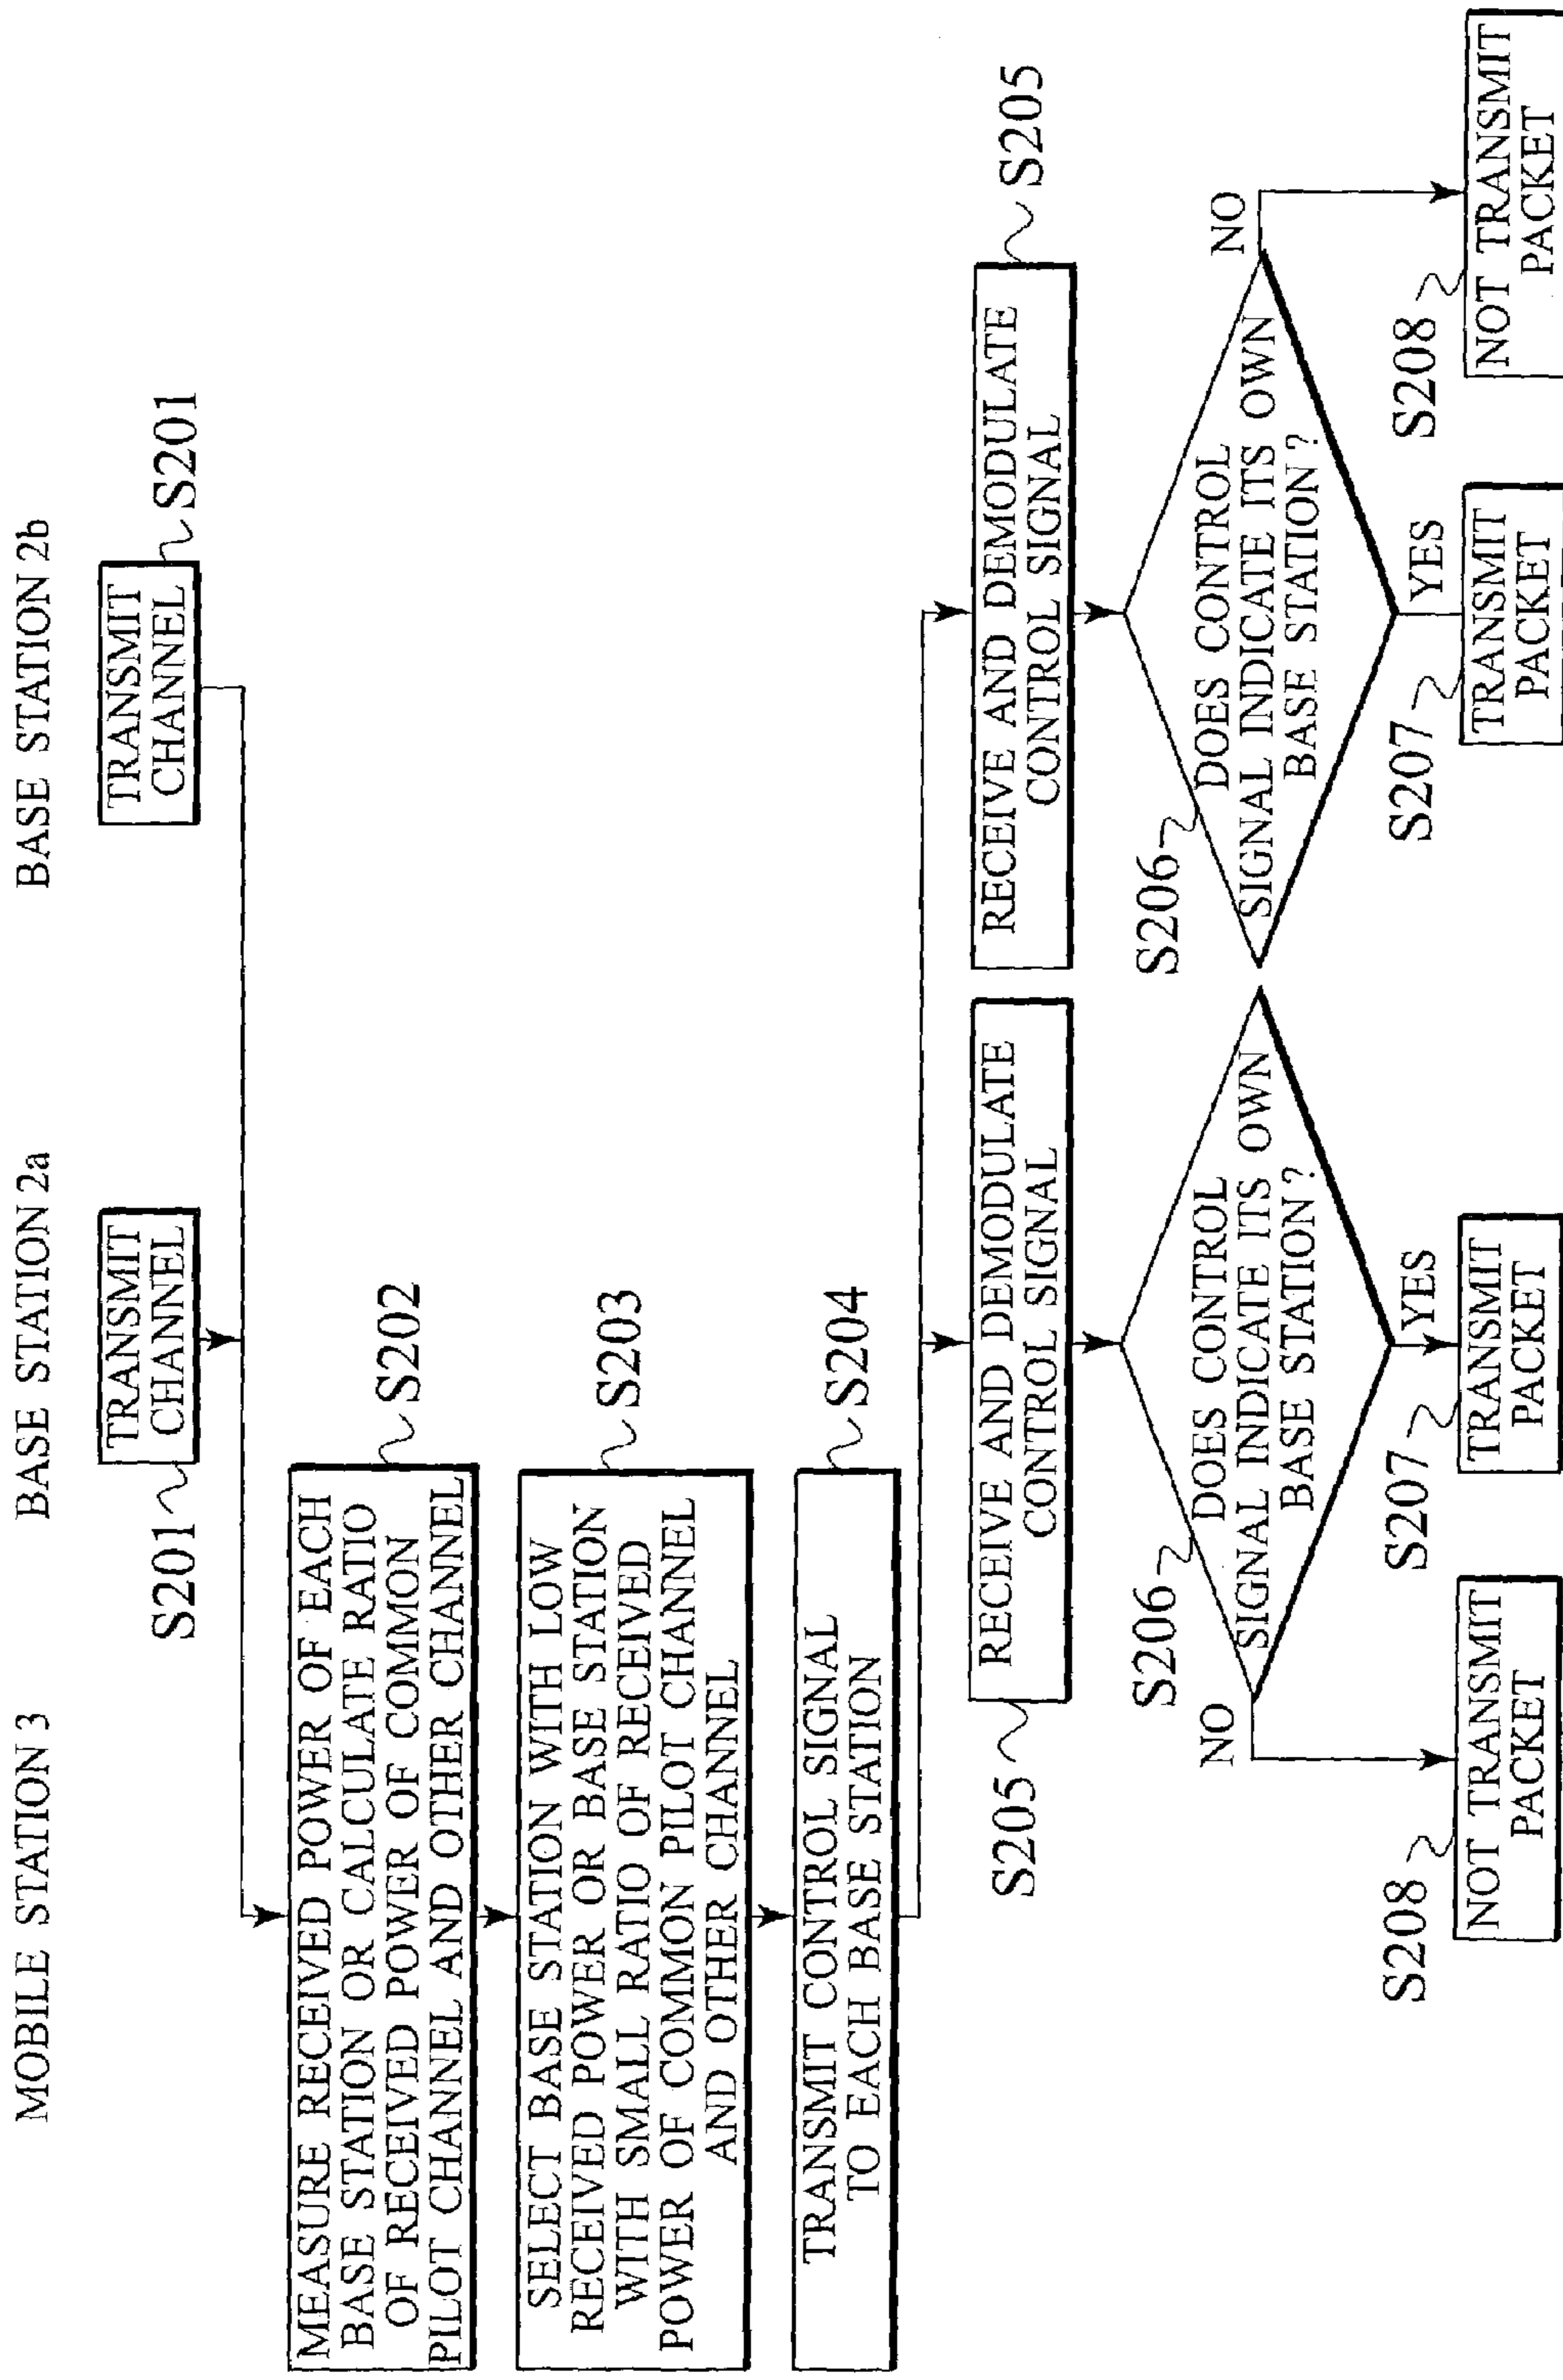 MOBILE STATION 3
BASE STATION 2a
BASE STATION 2b
S201
TRANSMIT
CHANNEL
TRANSMIT
CHANNEL
S201
MEASURE RECEIVED POWER OF EACH
BASE STATION OR CALCULATE RATIO
OF RECEIVED POWER OF COMMON
PILOT CHANNEL AND OTHER CHANNEL
S202
SELECT BASE STATION WITH LOW
RECEIVED POWER OR BASE STATION
WITH SMALL RATIO OF RECEIVED
POWER OF COMMON PILOT CHANNEL
AND OTHER CHANNEL
S203
TRANSMIT CONTROL SIGNAL
TO EACH BASE STATION
S204
S205
RECEIVE AND DEMODULATE
CONTROL SIGNAL
RECEIVE AND DEMODULATE
CONTROL SIGNAL
S205
S206
DOES CONTROL
SIGNAL INDICATE ITS OWN
BASE STATION ?
NO
YES
S206
DOES CONTROL
SIGNAL INDICATE ITS OWN
BASE STATION ?
NO
YES
S208
NOT TRANSMIT
PACKET
S207
TRANSMIT
PACKET
S207
TRANSMIT
PACKET
S208
NOT TRANSMIT
PACKET